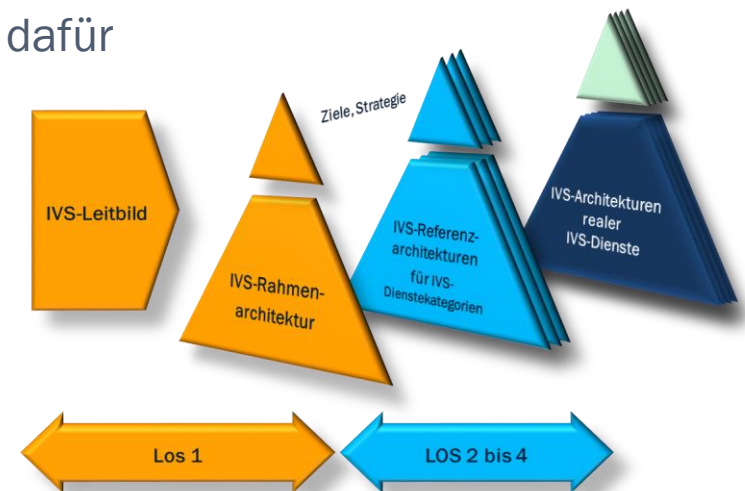 dafür
Ziele, Strategie
IVS-Leitbild
IVS-Rahmen-
architektur
IVS-Referenz-
architekturen
für IVS-
Dienstekategorien
IVS-Architekturen
realer
IVS-Dienste
Los 1
LOS 2 bis 4